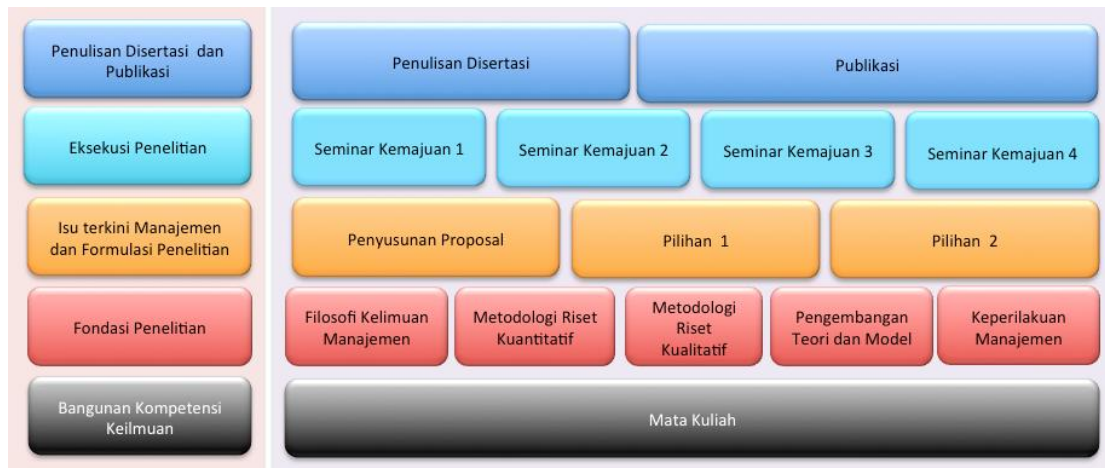 Penulisan Disertasi dan
Publikasi
Penulisan Disertasi
Publikasi
Eksekusi Penelitian
Seminar Kemajuan 1
Seminar Kemajuan 2
Seminar Kemajuan 3
Seminar Kemajuan 4
Isu terkini Manajemen
dan Formulasi Penelitian
Penyusunan Proposal
Pilihan 1
Pilihan 2
Fondasi Penelitian
Filosofi Kelimuan
Manajemen
Metodologi Riset
Kuantitatif
Metodologi
Riset
Kualitatif
Pengembangan
Teori dan Model
Keperilakuan
Manajemen
Bangunan Kompetensi
Keilmuan
Mata Kuliah